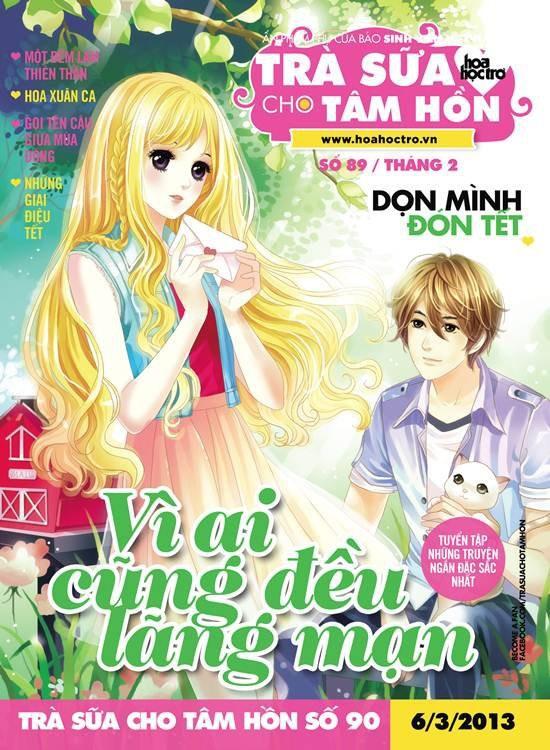 ẤN PHẨM PHỤ CỦA BÁO SINH
TRÀ SỮA
hoa
học trò
CHO TÂM HỒN
www.hoahoctro.vn
SỐ 89 / THÁNG 2
DỌN MÌNH
ĐÓN TẾT
MỘT ĐÊM LÀM
THIÊN THẦN
HOA XUÂN CA
GỌI TÊN CẬU
GIỮA MÙA
ĐÔNG
NHỮNG
GIAI
ĐIỆU
TẾT
Vì ai
cũng đều
lãng mạn
TUYỂN TẬP
NHỮNG TRUYỆN
NGẮN ĐẶC SẮC
NHẤT
BECOME A FAN
FACEBOOK.COM/TRASUACHOTAMHON
TRÀ SỮA CHO TÂM HỒN SỐ 90
6/3/2013